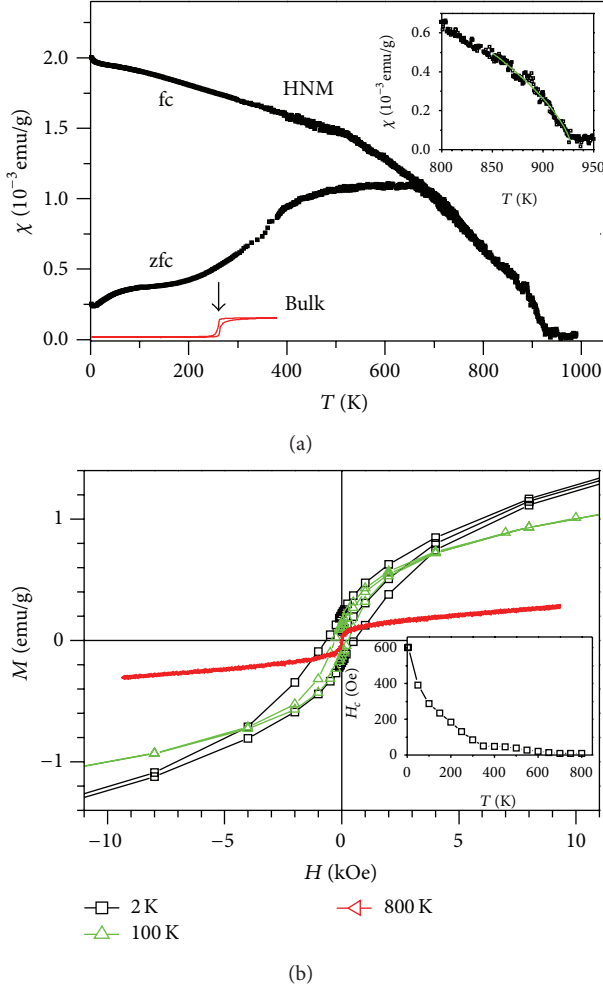 2.0
1.5
1.0
0.5
0.0
χ (10⁻³ emu/g)
fc
HNM
zfc
Bulk
0 200 400 600 800 1000
T (K)
0.6
0.4
0.2
0.0
χ (10⁻³ emu/g)
800 850 900 950
T (K)
(a)
1
0
−1
M (emu/g)
−10 −5 0 5 10
H (kOe)
600
400
200
0
H_c (Oe)
0 200 400 600 800
T (K)
2 K
800 K
100 K
(b)